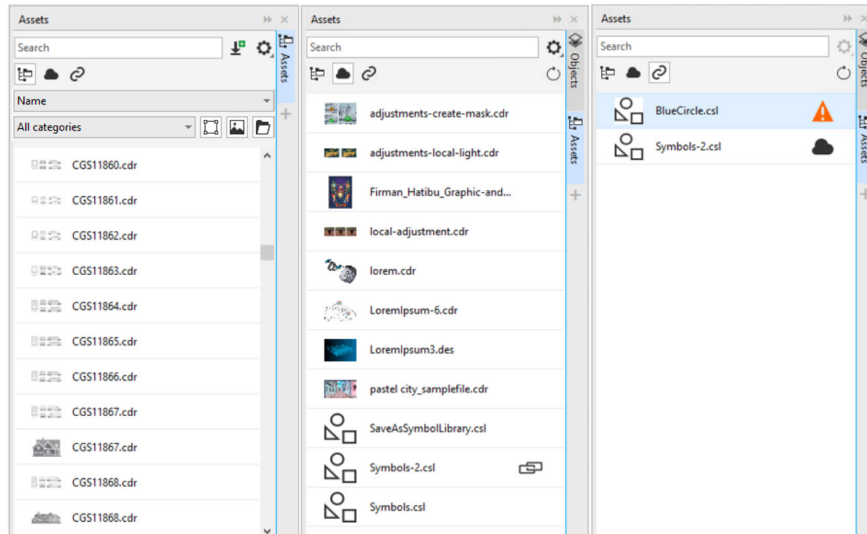 Assets
Search
Assets
Name
All categories
CGS11860.cdr
CGS11861.cdr
CGS11862.cdr
CGS11863.cdr
CGS11864.cdr
CGS11865.cdr
CGS11866.cdr
CGS11867.cdr
CGS11867.cdr
CGS11868.cdr
CGS11868.cdr
Assets
Search
Objects
Assets
adjustments-create-mask.cdr
adjustments-local-light.cdr
Firman_Hatibu_Graphic-and...
local-adjustment.cdr
lorem.cdr
LoremIpsum-6.cdr
LoremIpsum3.des
pastel city_samplefile.cdr
SaveAsSymbolLibrary.csl
Symbols-2.csl
Symbols.csl
Assets
Search
Objects
Assets
BlueCircle.csl
Symbols-2.csl